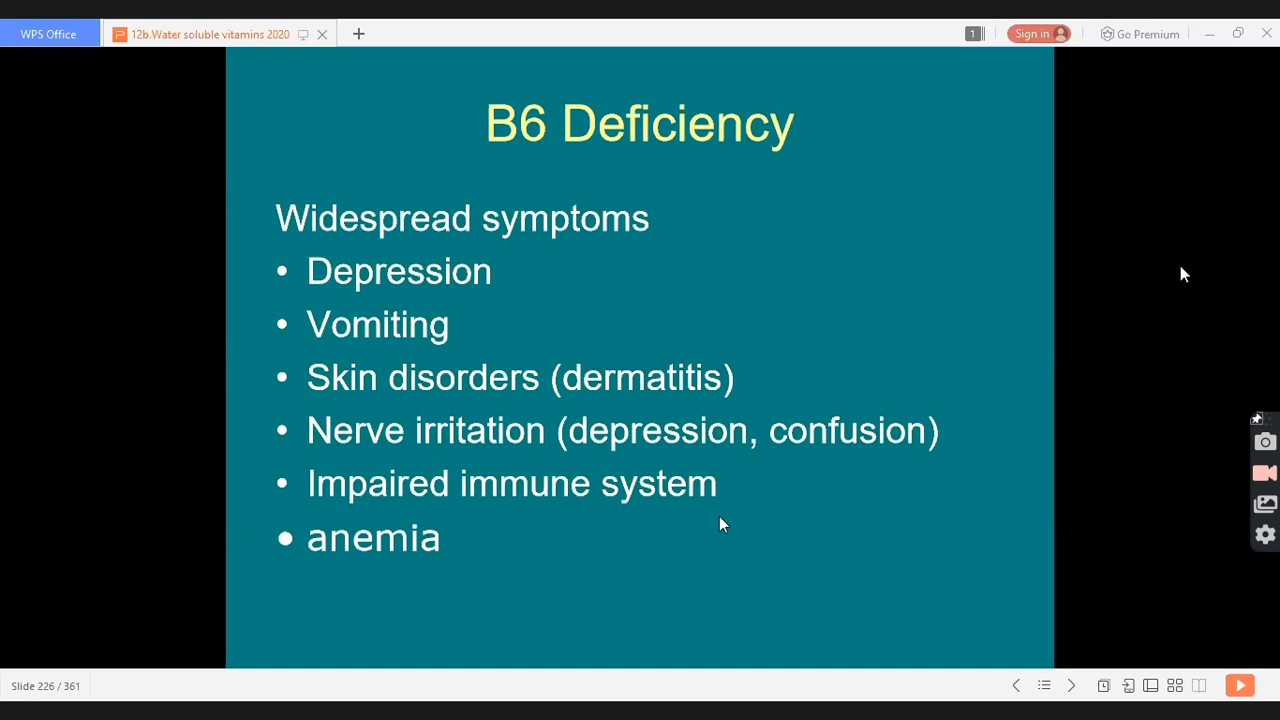 WPS Office
12b.Water soluble vitamins 2020
1
Sign in
Go Premium
B6 Deficiency
Widespread symptoms
• Depression
• Vomiting
• Skin disorders (dermatitis)
• Nerve irritation (depression, confusion)
• Impaired immune system
• anemia
Slide 226 / 361